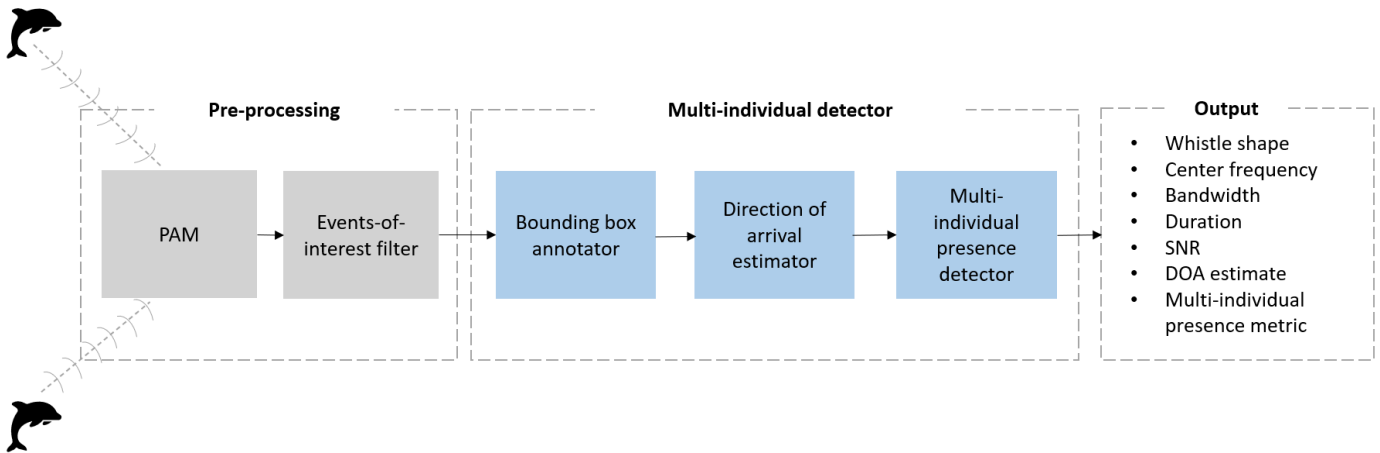 Pre-processing
Multi-individual detector
Output
PAM
Events-of-
interest filter
Bounding box
annotator
Direction of
arrival
estimator
Multi-
individual
presence
detector
• Whistle shape
• Center frequency
• Bandwidth
• Duration
• SNR
• DOA estimate
• Multi-individual
presence metric